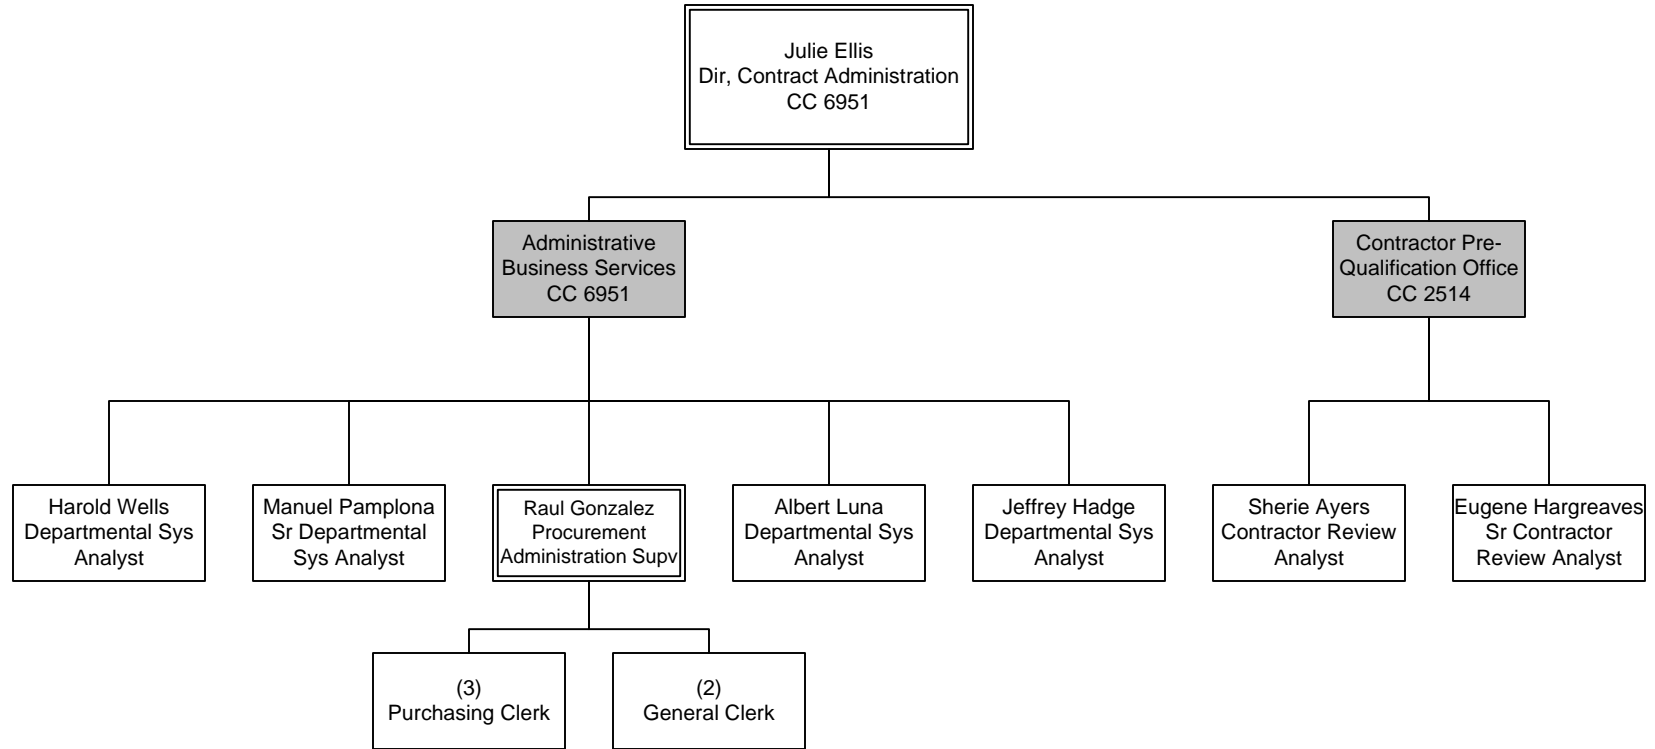 Julie Ellis
Dir, Contract Administration
CC 6951
Administrative
Business Services
CC 6951
Contractor Pre-
Qualification Office
CC 2514
Harold Wells
Departmental Sys
Analyst
Manuel Pamplona
Sr Departmental
Sys Analyst
Raul Gonzalez
Procurement
Administration Supv
Albert Luna
Departmental Sys
Analyst
Jeffrey Hadge
Departmental Sys
Analyst
Sherie Ayers
Contractor Review
Analyst
Eugene Hargreaves
Sr Contractor
Review Analyst
(3)
Purchasing Clerk
(2)
General Clerk